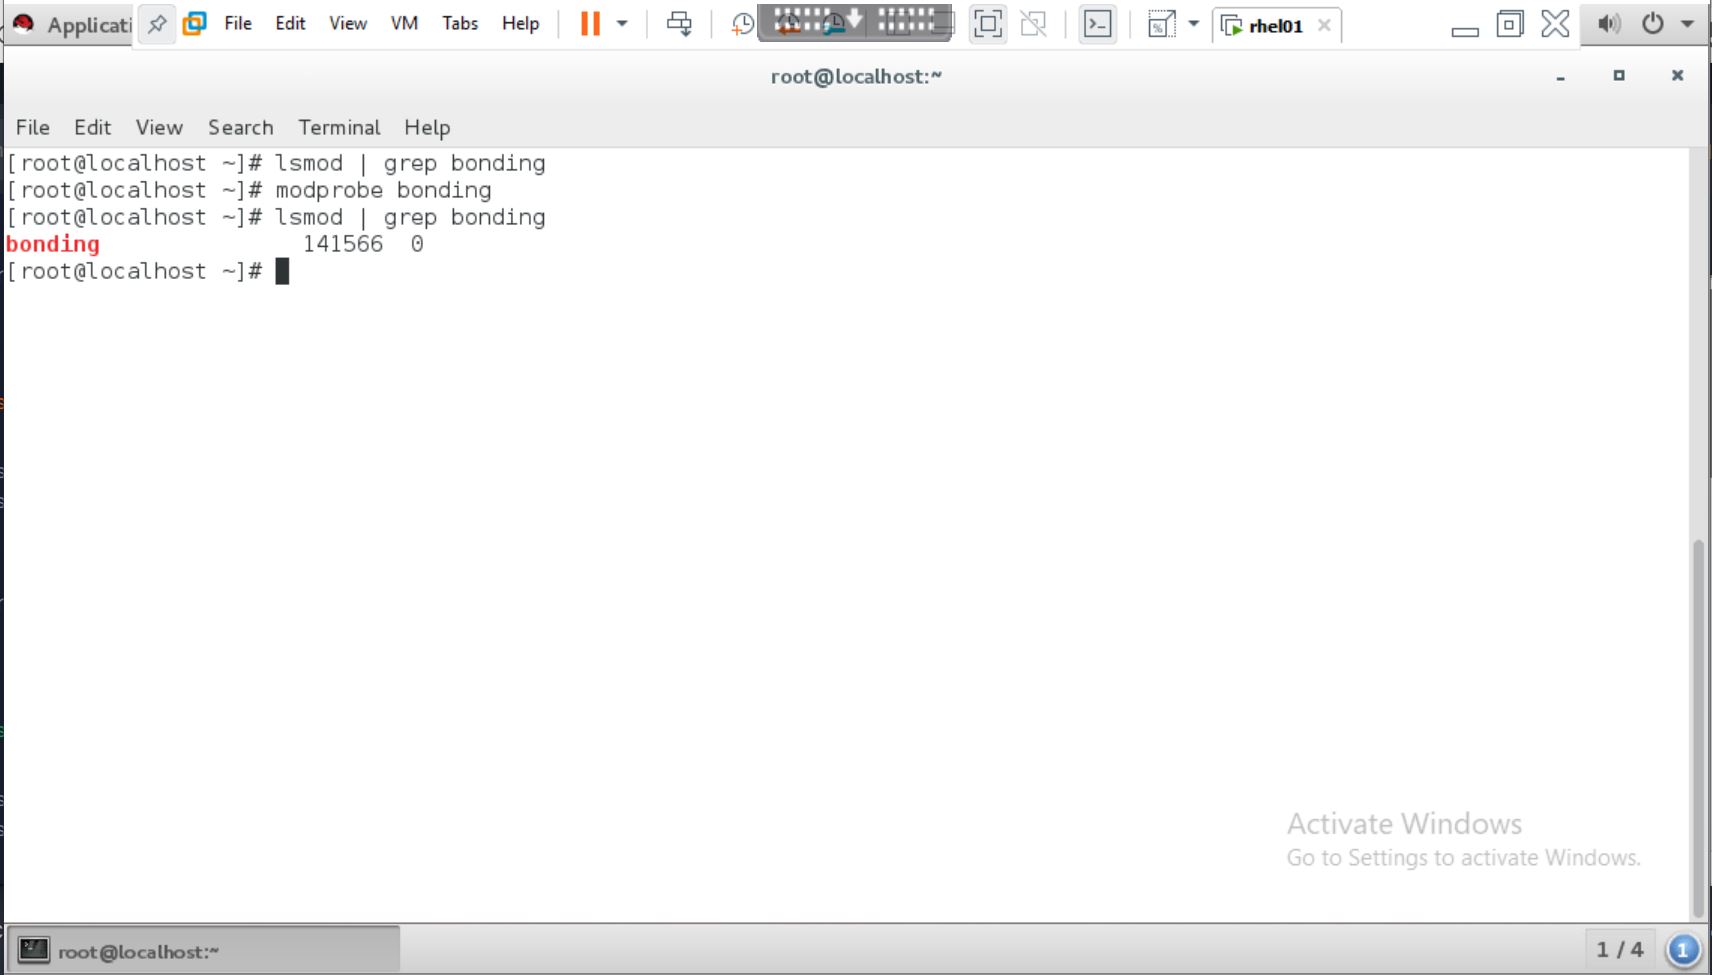 Applicati File Edit View VM Tabs Help rhel01
root@localhost:~
File Edit View Search Terminal Help
[root@localhost ~]# lsmod | grep bonding
[root@localhost ~]# modprobe bonding
[root@localhost ~]# lsmod | grep bonding
bonding 141566 0
[root@localhost ~]#
Activate Windows
Go to Settings to activate Windows.
root@localhost:~ 1 / 4 1